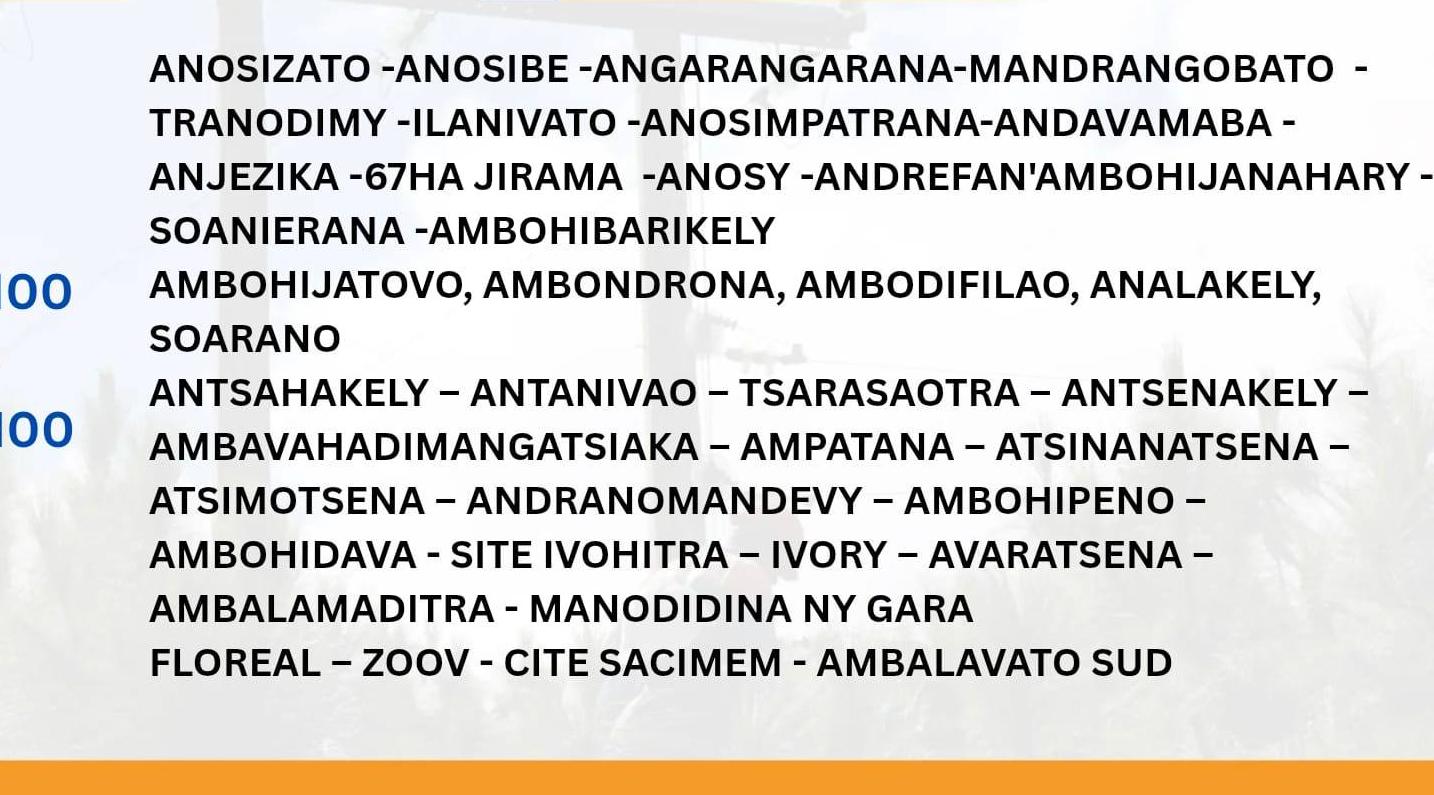 ANOSIZATO -ANOSIBE -ANGARANGARANA-MANDRANGOBATO -
TRANODIMY -ILANIVATO -ANOSIMPATRANA-ANDAVAMABA -
ANJEZIKA -67HA JIRAMA -ANOSY -ANDREFAN'AMBOHIJANAHARY -
SOANIERANA -AMBOHIBARIKELY
00 AMBOHIJATOVO, AMBONDRONA, AMBODIFILAO, ANALAKELY,
SOARANO
ANTSAHAKELY – ANTANIVAO – TSARASAOTRA – ANTSENAKELY –
00 AMBAVAHADIMANGATSIAKA – AMPATANA – ATSINANATSENA –
ATSIMOTSENA – ANDRANOMANDEVY – AMBOHIPENO –
AMBOHIDAVA - SITE IVOHITRA – IVORY – AVARATSENA –
AMBALAMADITRA - MANODIDINA NY GARA
FLOREAL – ZOOV - CITE SACIMEM - AMBALAVATO SUD